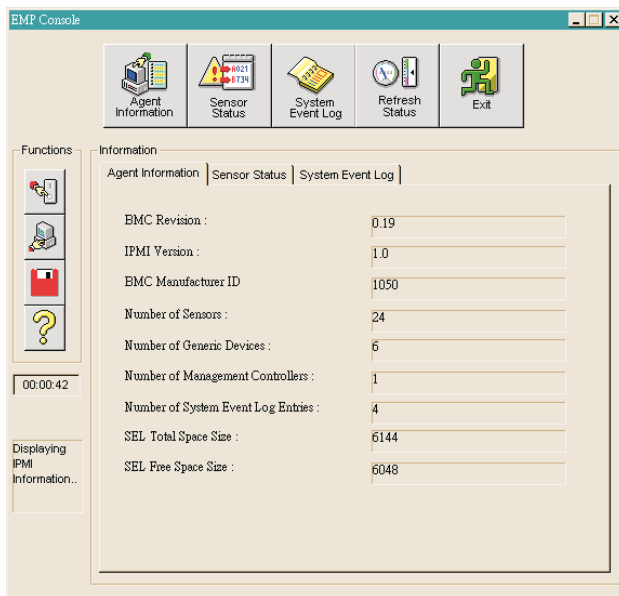 EMP Console
A021
B734
Agent
Information
Sensor
Status
System
Event Log
Refresh
Status
Exit
Functions
Information
Agent Information
Sensor Status
System Event Log
BMC Revision :
0.19
IPMI Version :
1.0
BMC Manufacturer ID
1050
Number of Sensors :
24
Number of Generic Devices :
6
Number of Management Controllers :
1
Number of System Event Log Entries :
4
SEL Total Space Size :
6144
SEL Free Space Size :
6048
00:00:42
Displaying
IPMI
Information..